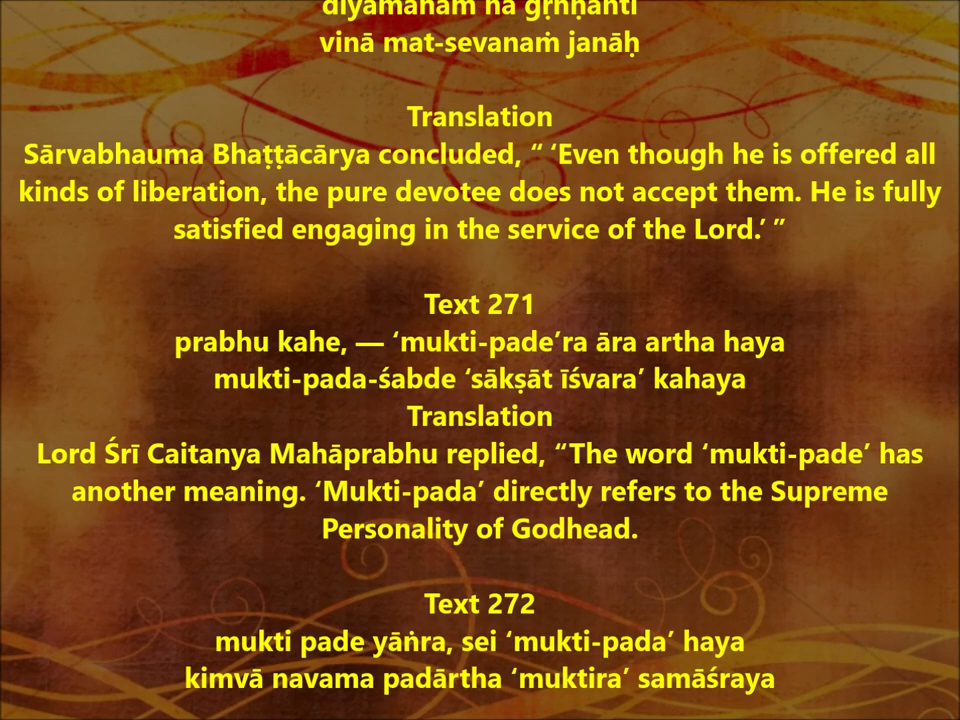 dīyamānaṁ na gṛhṇanti
vinā mat-sevanaṁ janāḥ
Translation
Sārvabhauma Bhaṭṭācārya concluded, “ ‘Even though he is offered all
kinds of liberation, the pure devotee does not accept them. He is fully
satisfied engaging in the service of the Lord.’ ”
Text 271
prabhu kahe, — ‘mukti-pade’ra āra artha haya
mukti-pada-śabde ‘sākṣāt īśvara’ kahaya
Translation
Lord Śrī Caitanya Mahāprabhu replied, “The word ‘mukti-pade’ has
another meaning. ‘Mukti-pada’ directly refers to the Supreme
Personality of Godhead.
Text 272
mukti pade yāṅra, sei ‘mukti-pada’ haya
kimvā navama padārtha ‘muktira’ samāśraya